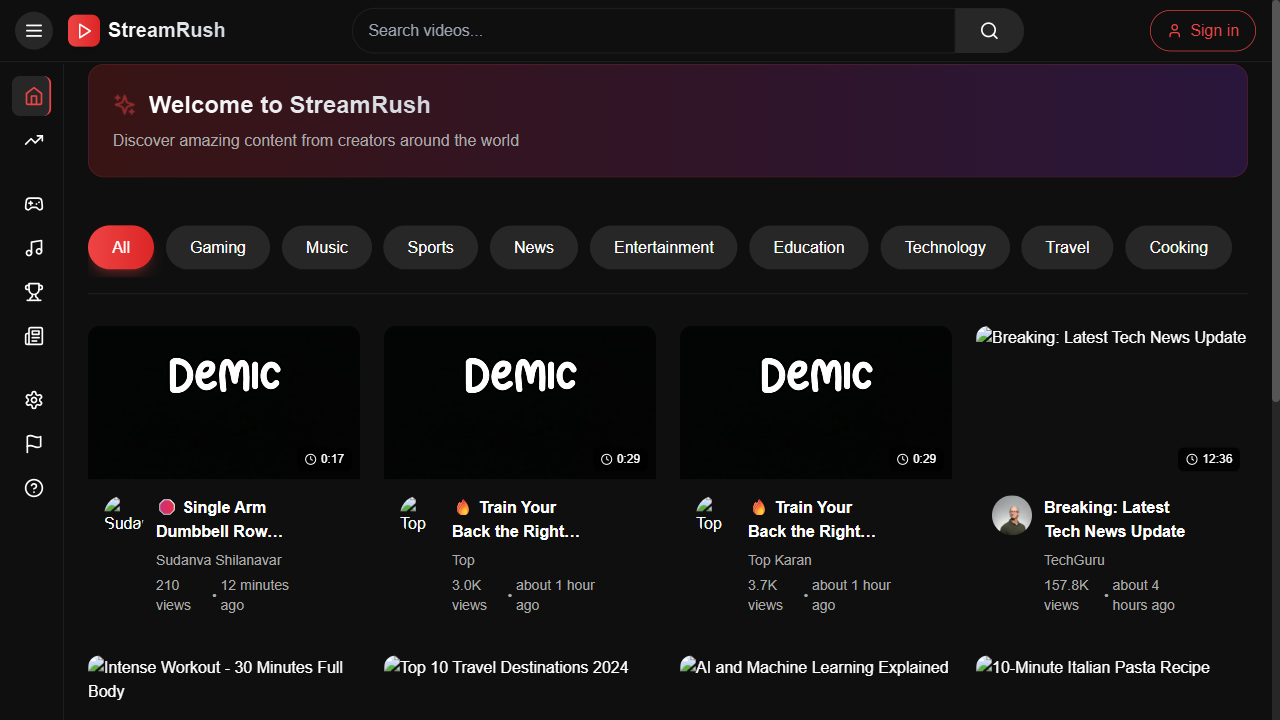 StreamRush
Search videos...
Sign in
Welcome to StreamRush
Discover amazing content from creators around the world
All
Gaming
Music
Sports
News
Entertainment
Education
Technology
Travel
Cooking
Demic
0:17
Demic
0:29
Demic
0:29
Breaking: Latest Tech News Update
12:36
Suda
🛑 Single Arm
Dumbbell Row…
Sudanva Shilanavar
210 views • 12 minutes ago
Top
🔥 Train Your
Back the Right…
Top
3.0K views • about 1 hour ago
Top
🔥 Train Your
Back the Right…
Top Karan
3.7K views • about 1 hour ago
Breaking: Latest
Tech News Update
TechGuru
157.8K views • about 4 hours ago
Intense Workout - 30 Minutes Full
Body
Top 10 Travel Destinations 2024
AI and Machine Learning Explained
10-Minute Italian Pasta Recipe